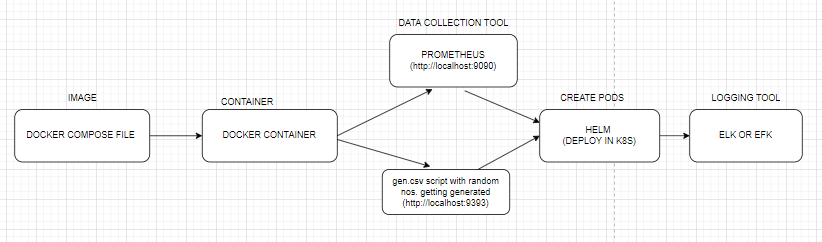 DATA COLLECTION TOOL
PROMETHEUS
(http://localhost:9090)
IMAGE
CONTAINER
CREATE PODS
LOGGING TOOL
DOCKER COMPOSE FILE
DOCKER CONTAINER
HELM
(DEPLOY IN K8S)
ELK OR EFK
gen.csv script with random
nos. getting generated
(http://localhost:9393)